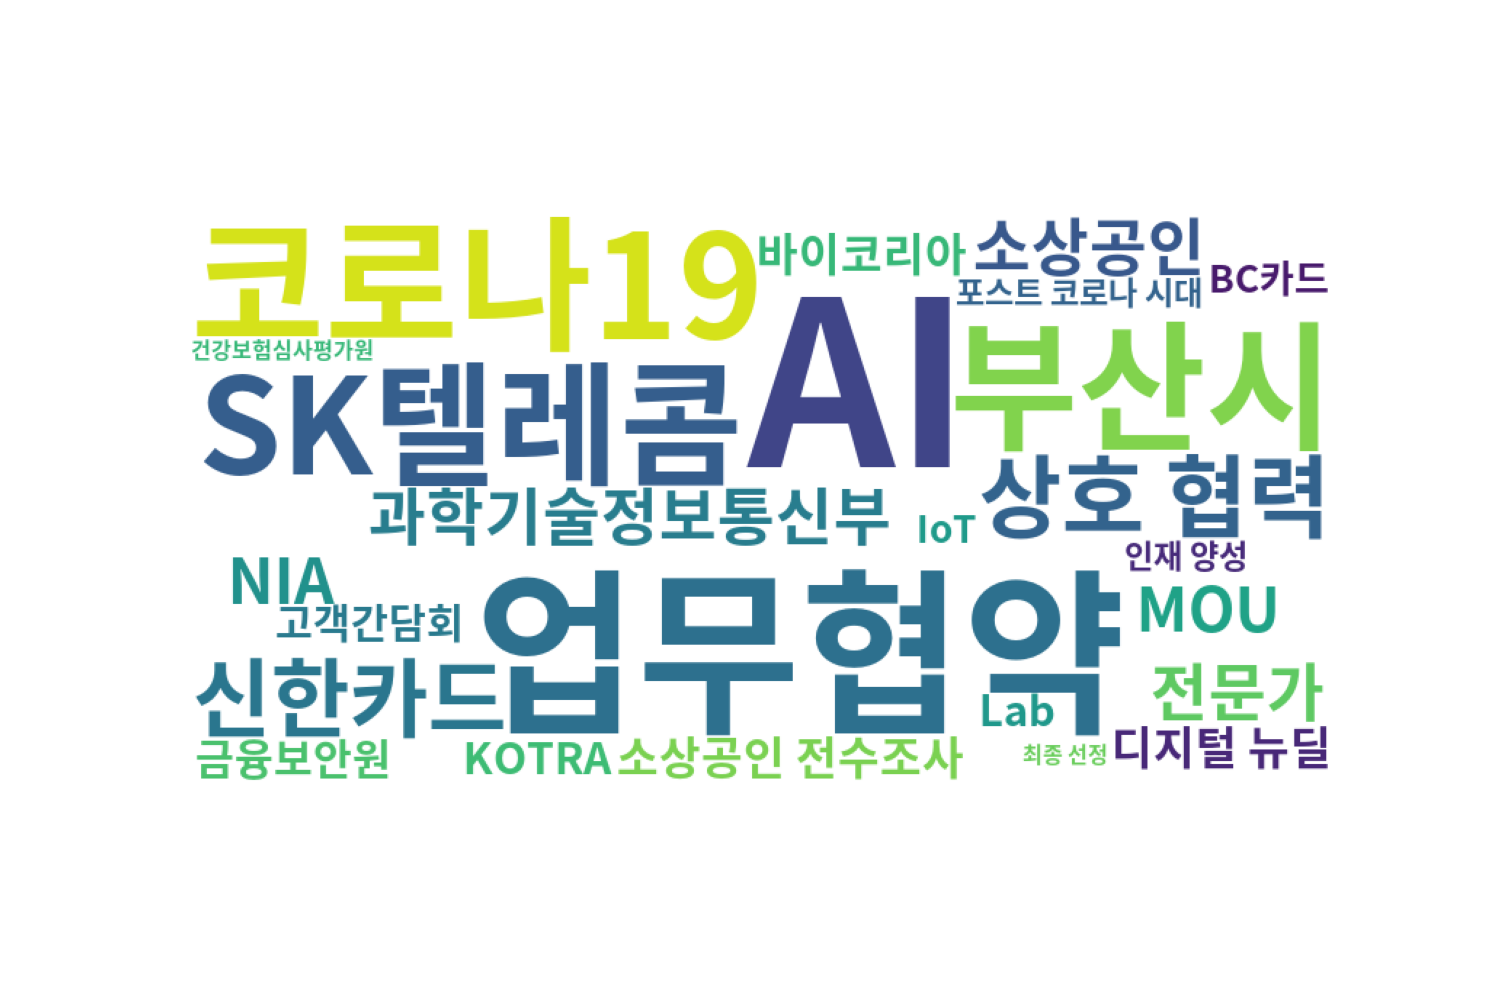 코로나19
바이코리아
소상공인
BC카드
포스트 코로나 시대
건강보험심사평가원
SK텔레콤
AI
부산시
상호 협력
과학기술정보통신부
IoT
인재 양성
NIA
고객간담회
업무협약
MOU
신한카드
Lab
전문가
금융보안원
KOTRA
소상공인 전수조사
최종 선정
디지털 뉴딜